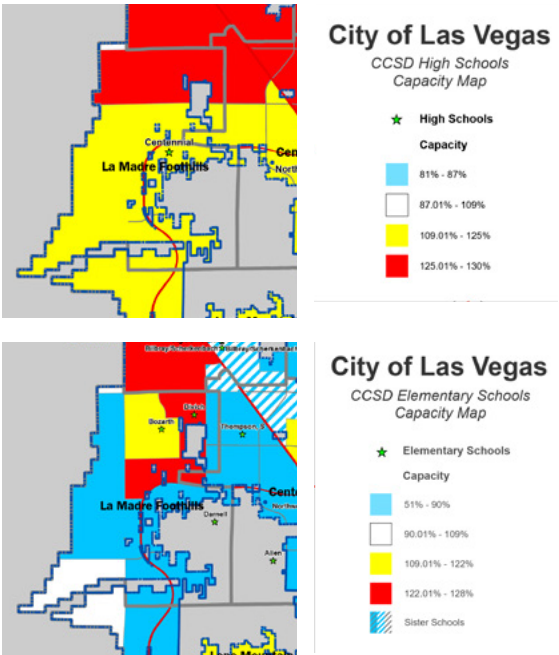 Centennial
La Madre Foothills
Cen
North
City of Las Vegas
CCSD High Schools
Capacity Map
High Schools
Capacity
81% - 87%
87.01% - 109%
109.01% - 125%
125.01% - 130%
Bozarth
Thompson, S
La Madre Foothills
Cent
Northw
Darnell
Allen
City of Las Vegas
CCSD Elementary Schools
Capacity Map
Elementary Schools
Capacity
51% - 90%
90.01% - 109%
109.01% - 122%
122.01% - 128%
Sister Schools